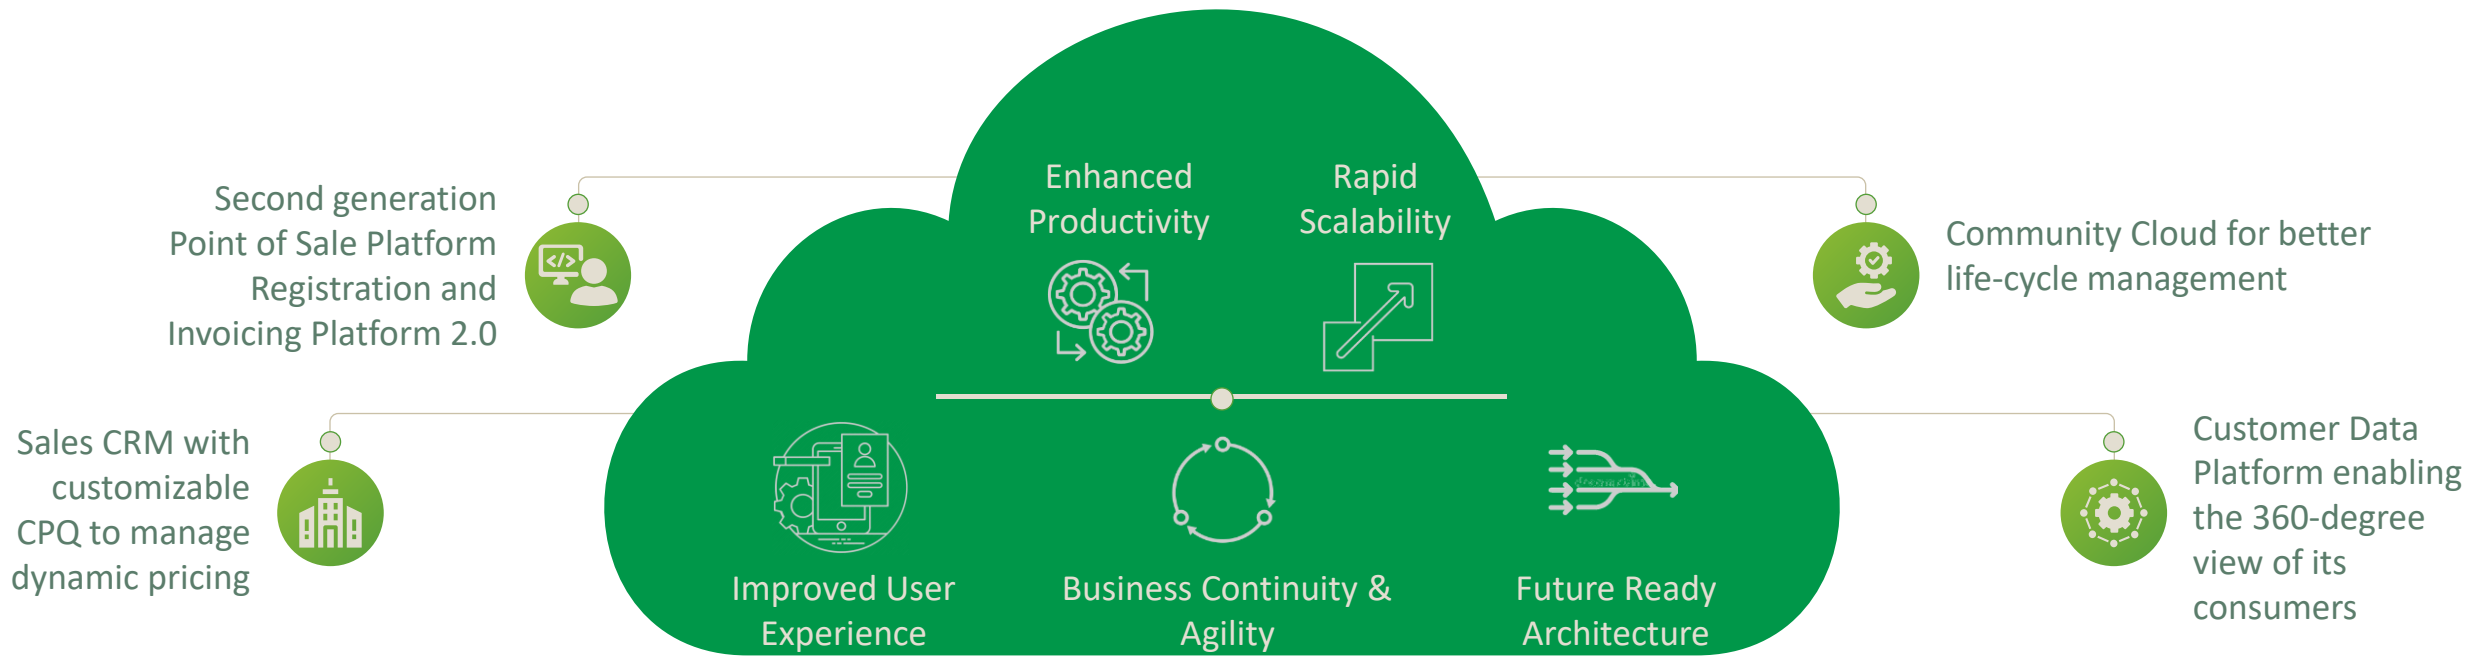 Enhanced
Productivity
Rapid
Scalability
Second generation
Point of Sale Platform
Registration and
Invoicing Platform 2.0
</>
Community Cloud for better
life-cycle management
Sales CRM with
customizable
CPQ to manage
dynamic pricing
Customer Data
Platform enabling
the 360-degree
view of its
consumers
Improved User
Experience
Business Continuity &
Agility
Future Ready
Architecture